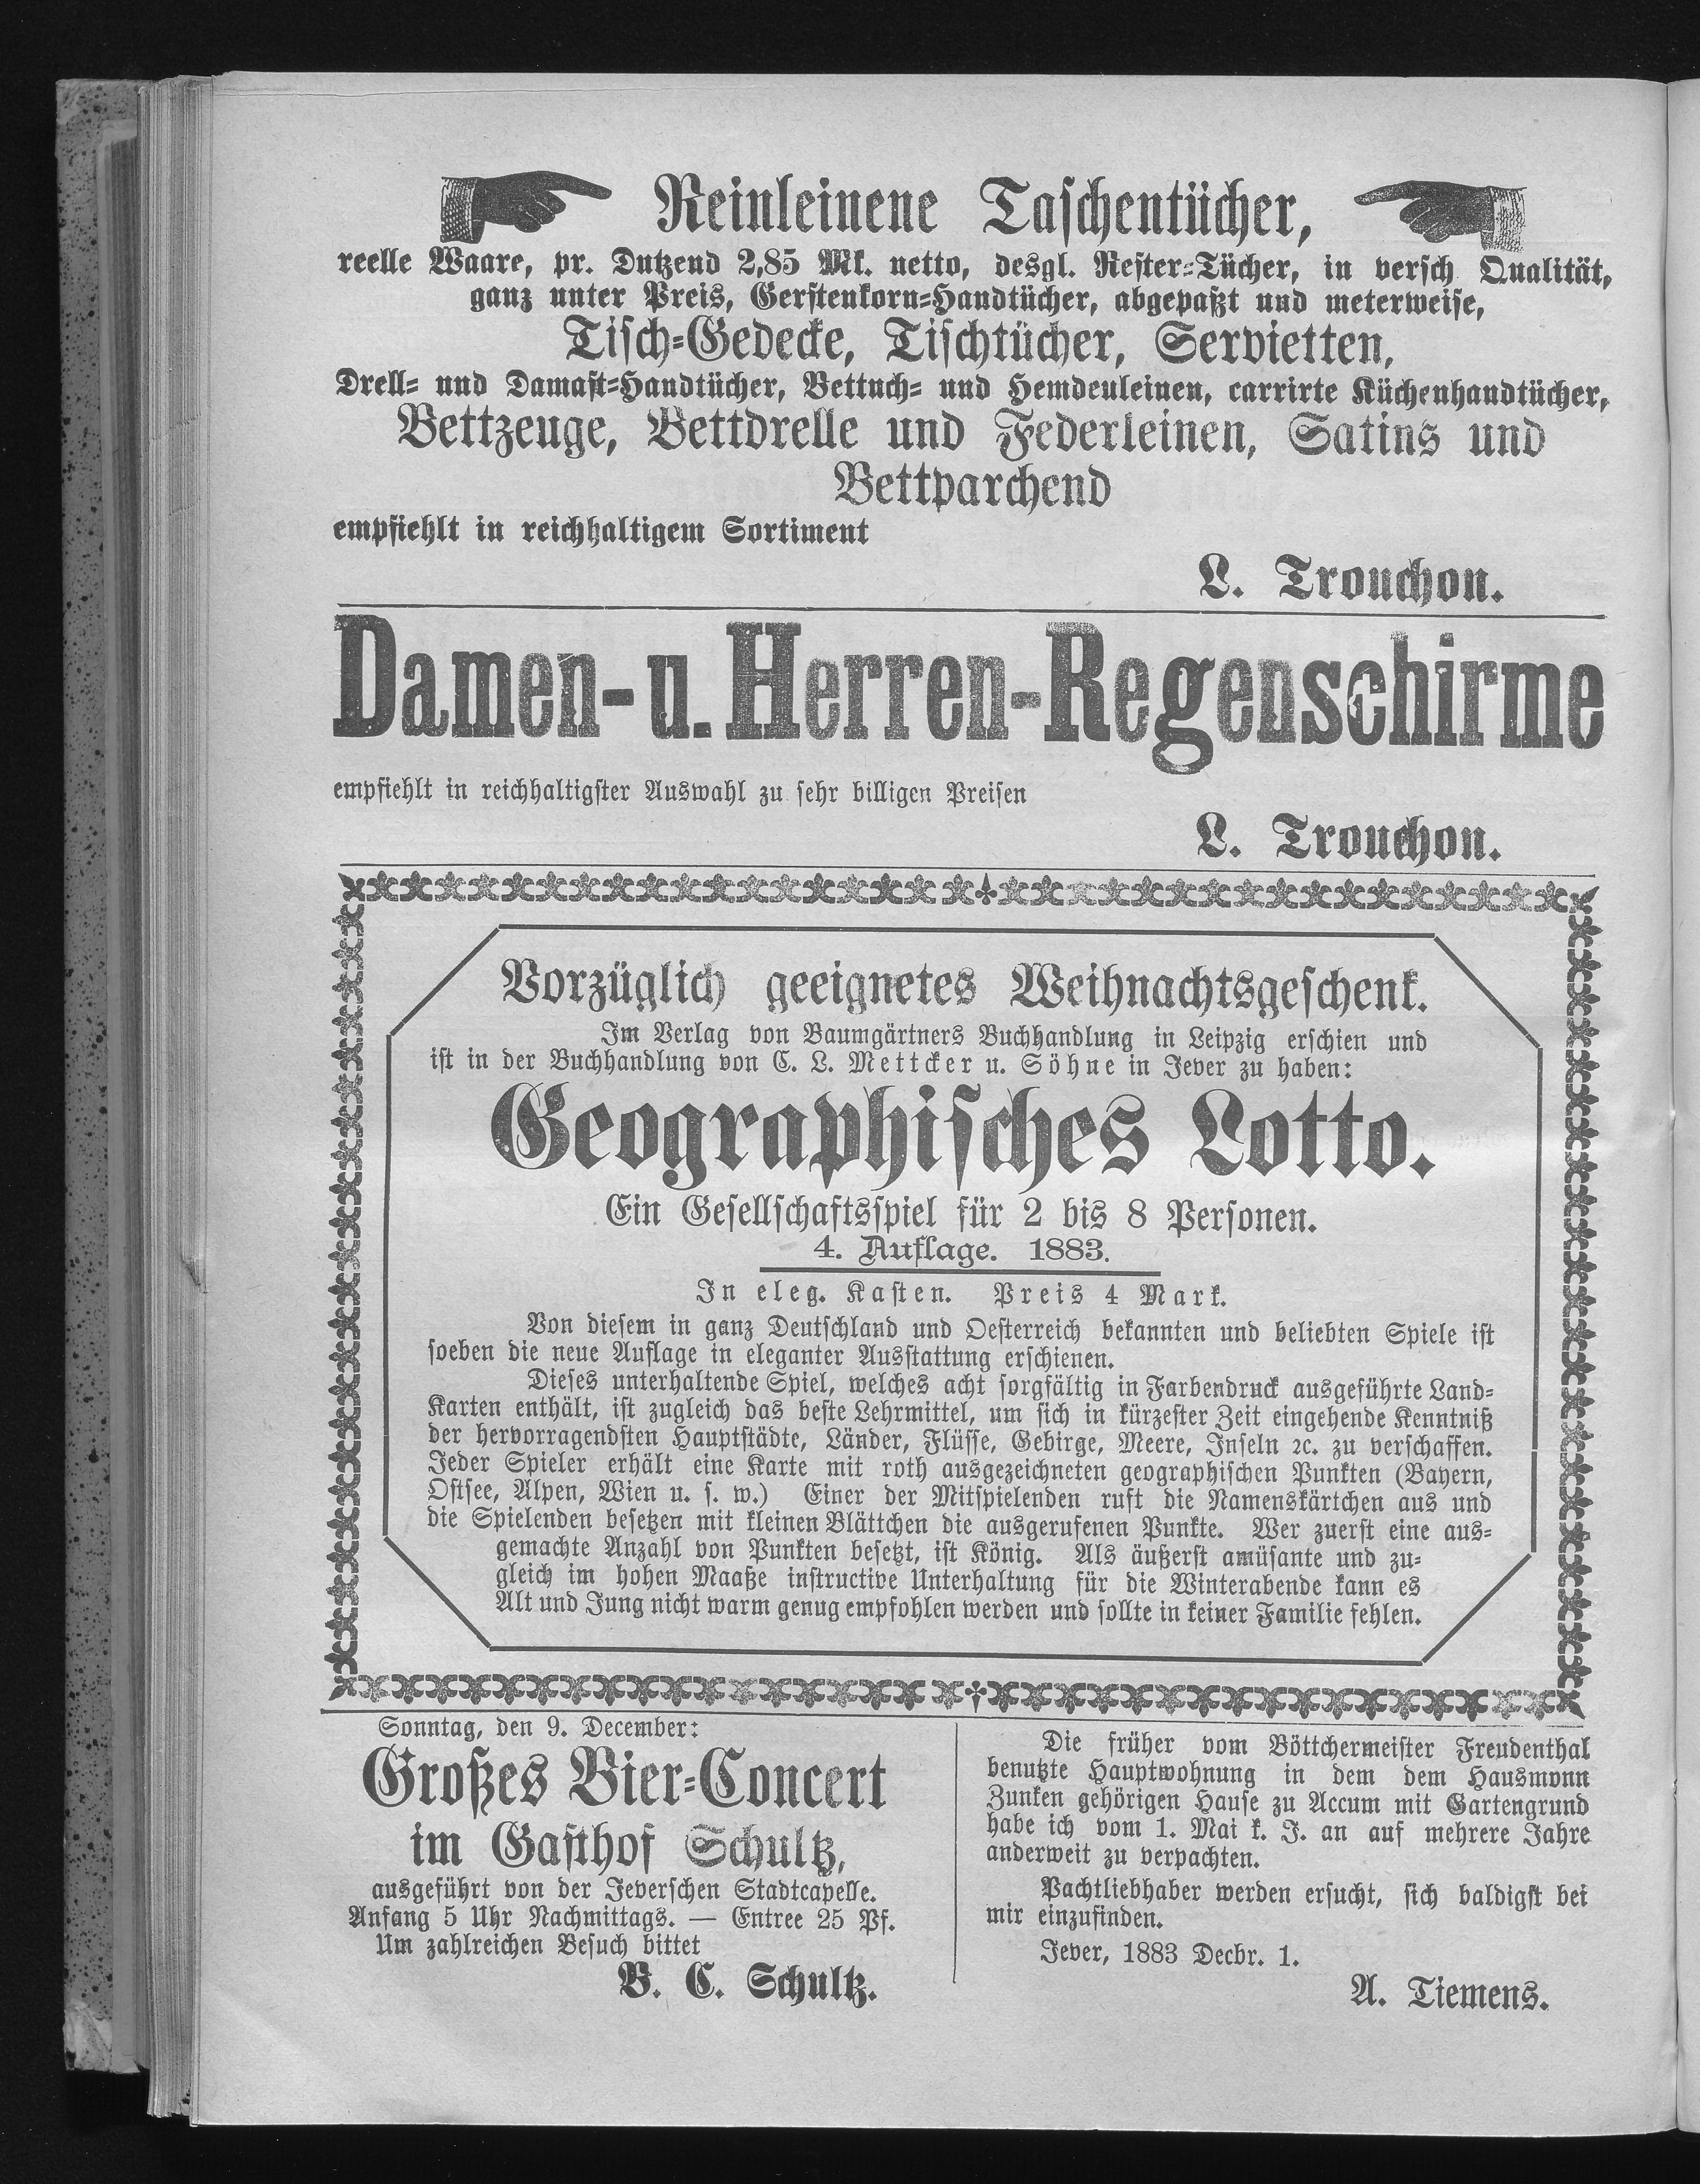 Reinleinene Taschentücher,
reelle Waare, pr. Dutzend 2,85 Mk. netto, desgl. Rester-Tücher, in versch Qualität,
ganz unter Preis, Gerstenkorn-Handtücher, abgepaßt und meterweise,
Tisch-Gedecke, Tischtücher, Servietten,
Drell- und Damast-Handtücher, Bettuch- und Hemdenleinen, carrirte Küchenhandtücher,
Bettzeuge, Bettdrelle und Federleinen, Satins und
Bettparchend
empfiehlt in reichhaltigem Sortiment
L. Trouchon.
Damen- u. Herren-Regenschirme
empfiehlt in reichhaltigster Auswahl zu sehr billigen Preisen
L. Trouchon.
Vorzüglich geeignetes Weihnachtsgeschenk.
Im Verlag von Baumgärtners Buchhandlung in Leipzig erschien und
ist in der Buchhandlung von C. L. Mettcker u. Söhne in Jever zu haben:
Geographisches Lotto.
Ein Gesellschaftsspiel für 2 bis 8 Personen.
4. Auflage. 1883.
In eleg. Kasten. Preis 4 Mark.
Von diesem in ganz Deutschland und Oesterreich bekannten und beliebten Spiele ist
soeben die neue Auflage in eleganter Ausstattung erschienen.
Dieses unterhaltende Spiel, welches acht sorgfältig in Farbendruck ausgeführte Land-
Karten enthält, ist zugleich das beste Lehrmittel, um sich in kürzester Zeit eingehende Kenntniß
der hervorragendsten Hauptstädte, Länder, Flüsse, Gebirge, Meere, Inseln ꝛc. zu verschaffen.
Jeder Spieler erhält eine Karte mit roth ausgezeichneten geographischen Punkten (Bayern,
Ostsee, Alpen, Wien u. s. w.) Einer der Mitspielenden ruft die Namenskärtchen aus und
die Spielenden besetzen mit kleinen Blättchen die ausgerufenen Punkte. Wer zuerst eine aus-
gemachte Anzahl von Punkten besetzt, ist König. Als äußerst amüsante und zu-
gleich im hohen Maaße instructive Unterhaltung für die Winterabende kann es
Alt und Jung nicht warm genug empfohlen werden und sollte in keiner Familie fehlen.
Sonntag, den 9. December:
Großes Bier-Concert
im Gasthof Schultz,
ausgeführt von der Jeverschen Stadtcapelle.
Anfang 5 Uhr Nachmittags. — Entree 25 Pf.
Um zahlreichen Besuch bittet
B. C. Schultz.
Die früher vom Böttchermeister Freudenthal
benutzte Hauptwohnung in dem dem Hausmonn
Zunken gehörigen Hause zu Accum mit Gartengrund
habe ich vom 1. Mai k. J. an auf mehrere Jahre
anderweit zu verpachten.
Pachtliebhaber werden ersucht, sich baldigst bei
mir einzufinden.
Jever, 1883 Decbr. 1.
A. Tiemens.